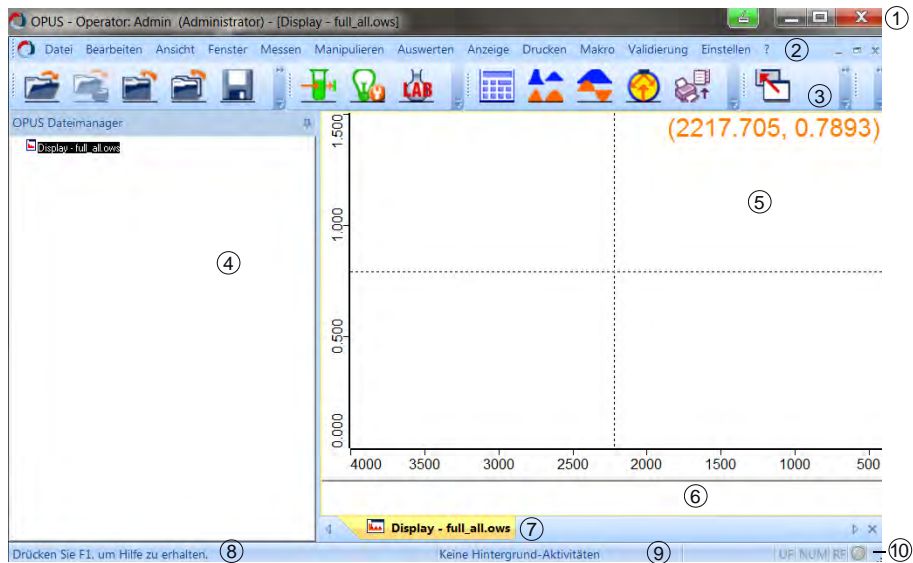 OPUS - Operator: Admin (Administrator) - [Display - full_all.ows]
①
Datei Bearbeiten Ansicht Fenster Messen Manipulieren Auswerten Anzeige Drucken Makro Validierung Einstellen ?
②
LAB
③
OPUS Dateimanager
Display - full_all.ows
④
(2217.705, 0.7893)
⑤
1.500
1.000
0.500
0.000
4000 3500 3000 2500 2000 1500 1000 500
⑥
Display - full_all.ows
⑦
Drücken Sie F1, um Hilfe zu erhalten.
⑧
Keine Hintergrund-Aktivitäten
⑨
UF NUM RF
⑩